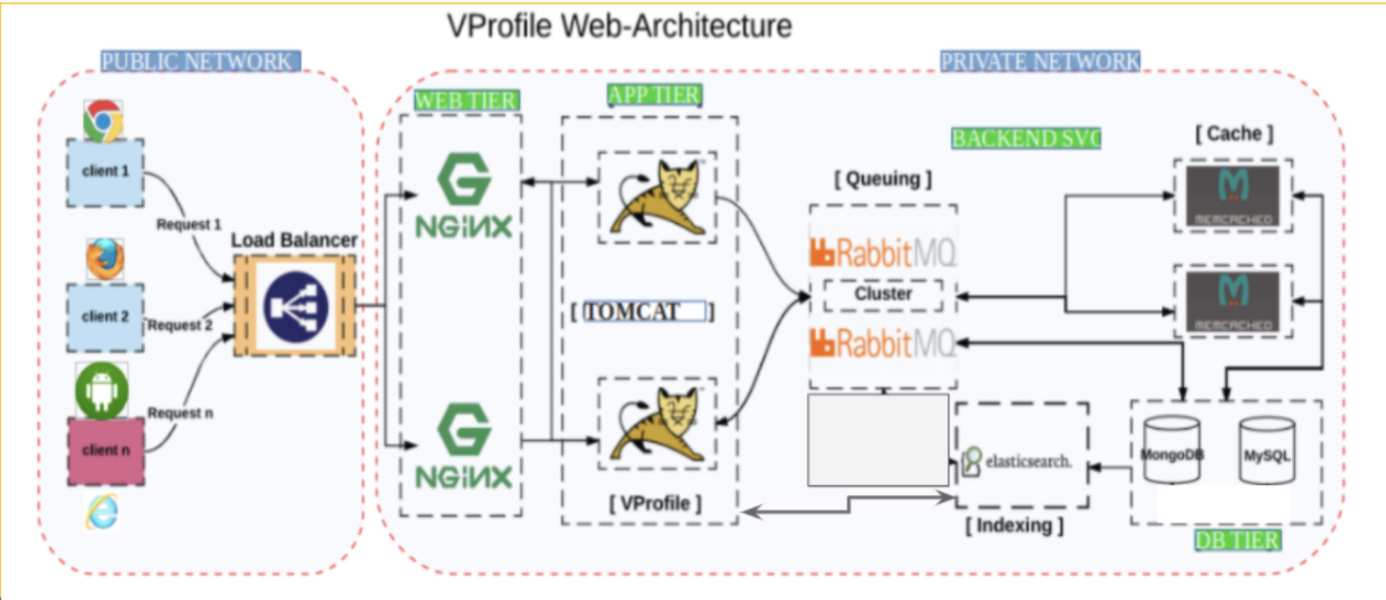 VProfile Web-Architecture
PUBLIC NETWORK
PRIVATE NETWORK
WEB TIER
APP TIER
BACKEND SVC
[ Cache ]
client 1
Request 1
Load Balancer
client 2
Request 2
client n
Request n
NGINX
NGINX
[ TOMCAT ]
[ VProfile ]
[ Queuing ]
RabbitMQ
Cluster
RabbitMQ
MEMCACHED
MEMCACHED
elasticsearch.
[ Indexing ]
MongoDB
MySQL
DB TIER